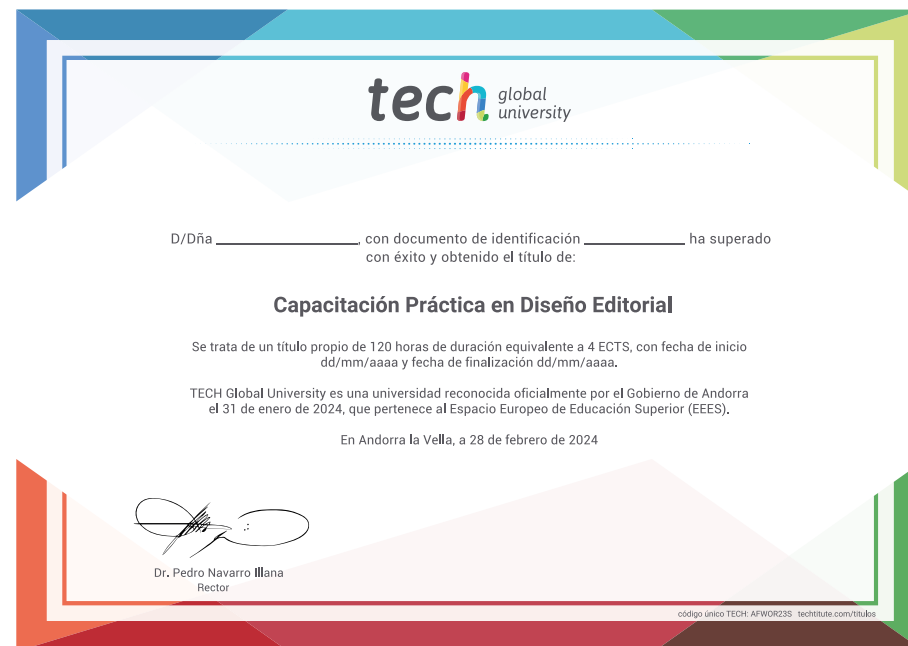 tech global university
D/Dña ________________, con documento de identificación ____________ ha superado
con éxito y obtenido el título de:
Capacitación Práctica en Diseño Editorial
Se trata de un título propio de 120 horas de duración equivalente a 4 ECTS, con fecha de inicio
dd/mm/aaaa y fecha de finalización dd/mm/aaaa.
TECH Global University es una universidad reconocida oficialmente por el Gobierno de Andorra
el 31 de enero de 2024, que pertenece al Espacio Europeo de Educación Superior (EEES).
En Andorra la Vella, a 28 de febrero de 2024
Dr. Pedro Navarro Illana
Rector
código único TECH: AFWOR23S techtitute.com/titulos